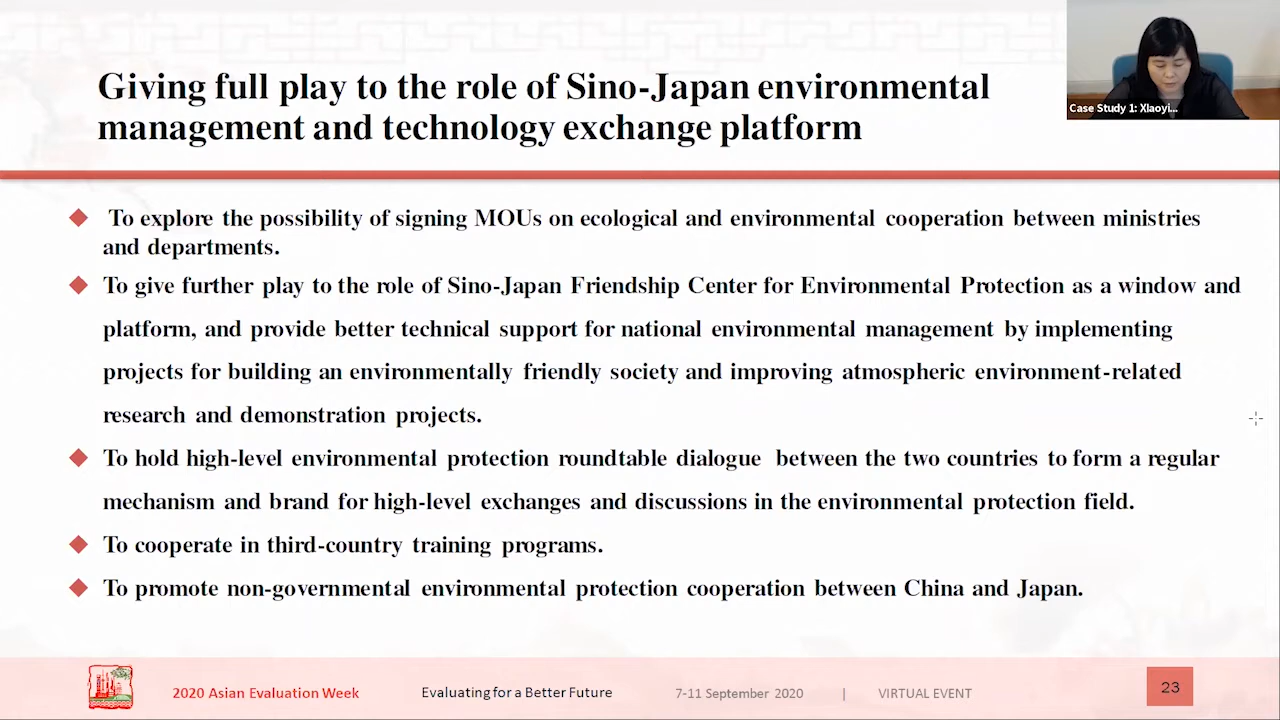 Giving full play to the role of Sino-Japan environmental
management and technology exchange platform
Case Study 1: Xiaoyi...
To explore the possibility of signing MOUs on ecological and environmental cooperation between ministries
and departments.
To give further play to the role of Sino-Japan Friendship Center for Environmental Protection as a window and
platform, and provide better technical support for national environmental management by implementing
projects for building an environmentally friendly society and improving atmospheric environment-related
research and demonstration projects.
To hold high-level environmental protection roundtable dialogue between the two countries to form a regular
mechanism and brand for high-level exchanges and discussions in the environmental protection field.
To cooperate in third-country training programs.
To promote non-governmental environmental protection cooperation between China and Japan.
2020 Asian Evaluation Week Evaluating for a Better Future 7-11 September 2020 | VIRTUAL EVENT 23